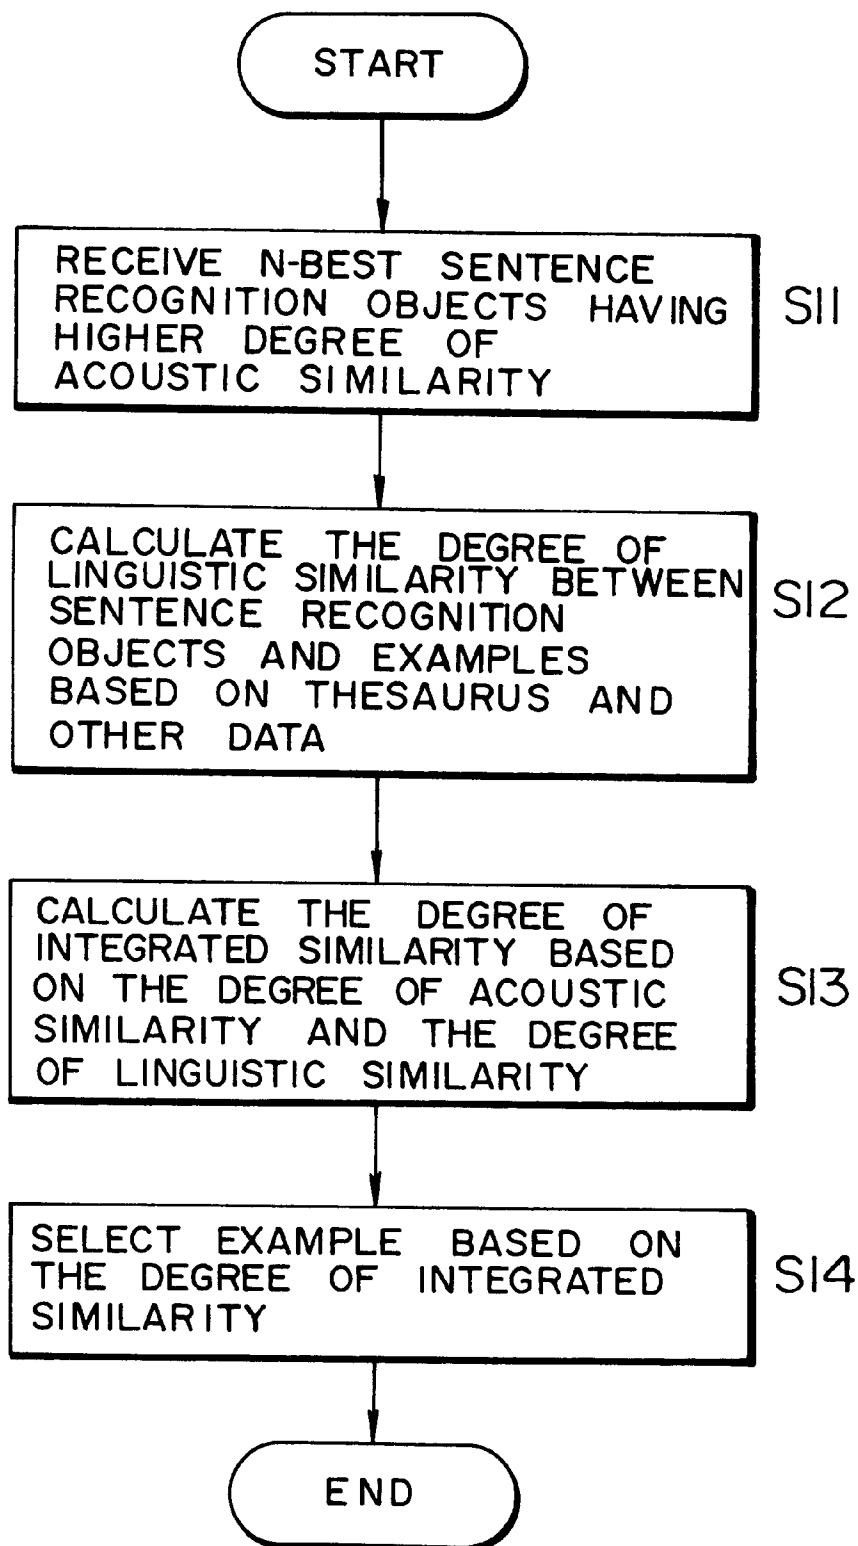 START
RECEIVE N-BEST SENTENCE
RECOGNITION OBJECTS HAVING
HIGHER DEGREE OF
ACOUSTIC SIMILARITY
S11
CALCULATE THE DEGREE OF
LINGUISTIC SIMILARITY BETWEEN
SENTENCE RECOGNITION
OBJECTS AND EXAMPLES
BASED ON THESAURUS AND
OTHER DATA
S12
CALCULATE THE DEGREE OF
INTEGRATED SIMILARITY BASED
ON THE DEGREE OF ACOUSTIC
SIMILARITY AND THE DEGREE
OF LINGUISTIC SIMILARITY
S13
SELECT EXAMPLE BASED ON
THE DEGREE OF INTEGRATED
SIMILARITY
S14
END